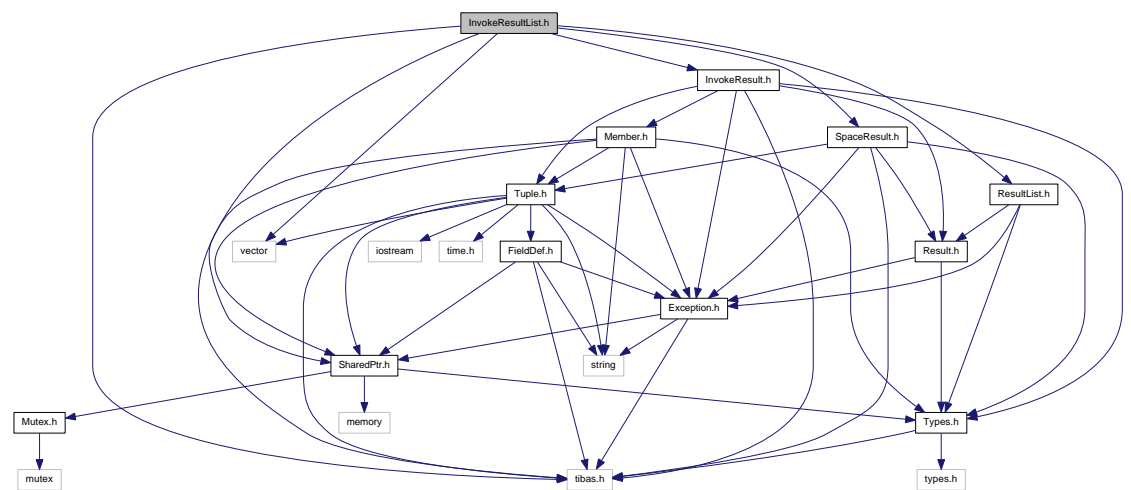 InvokeResultList.h
InvokeResult.h
Member.h
SpaceResult.h
Tuple.h
ResultList.h
vector
iostream
time.h
FieldDef.h
Result.h
Exception.h
SharedPtr.h
string
Mutex.h
memory
Types.h
mutex
tibas.h
types.h